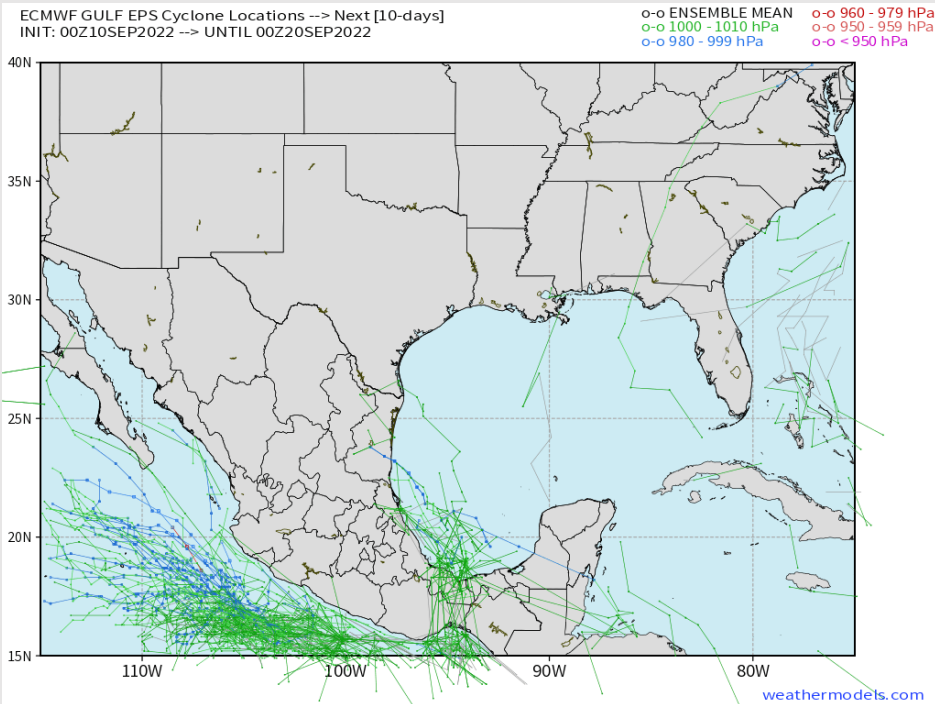 ECMWF GULF EPS Cyclone Locations --> Next [10-days]
INIT: 00Z10SEP2022 --> UNTIL 00Z20SEP2022
o-o ENSEMBLE MEAN
o-o 1000 - 1010 hPa
o-o 980 - 999 hPa
o-o 960 - 979 hPa
o-o 950 - 959 hPa
o-o < 950 hPa
40N
35N
30N
25N
20N
15N
110W
100W
90W
80W
weathermodels.com